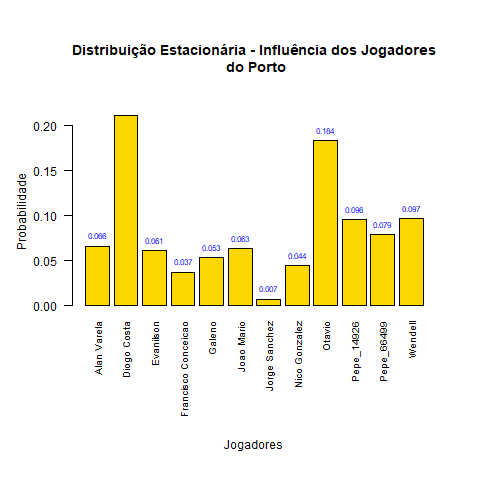 Distribuição Estacionária - Influência dos Jogadores
do Porto
Probabilidade
0.20
0.15
0.10
0.05
0.00
0.066
0.061
0.037
0.053
0.063
0.007
0.044
0.184
0.096
0.079
0.097
Alan Varela
Diogo Costa
Evanilson
Francisco Conceicao
Galeno
Joao Mario
Jorge Sanchez
Nico Gonzalez
Otavio
Pepe_14926
Pepe_66499
Wendell
Jogadores